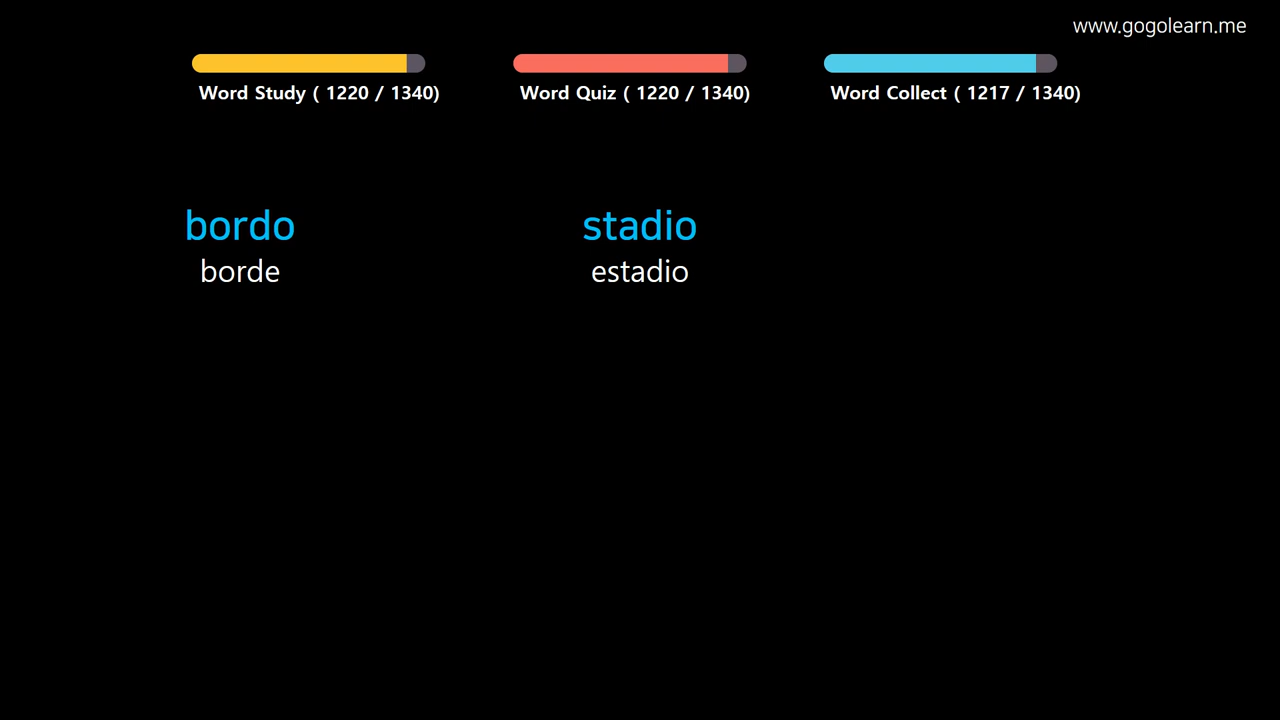 www.gogolearn.me
Word Study ( 1220 / 1340)
Word Quiz ( 1220 / 1340)
Word Collect ( 1217 / 1340)
bordo
borde
stadio
estadio